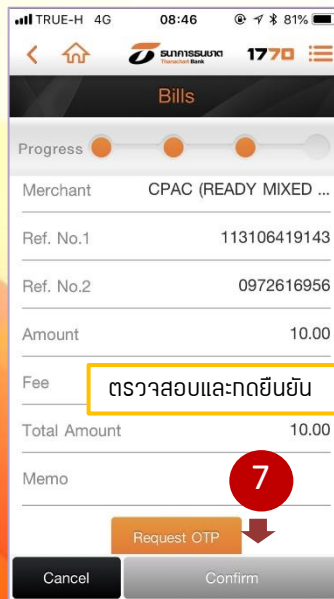 TRUE-H 4G 08:46 81%
ธนาคารธนชาต Thanachart Bank 1770
Bills
Progress
Merchant CPAC (READY MIXED ...
Ref. No.1 113106419143
Ref. No.2 0972616956
Amount 10.00
Fee
ตรวจสอบและกดยืนยัน
Total Amount 10.00
Memo
7
Request OTP
Cancel Confirm